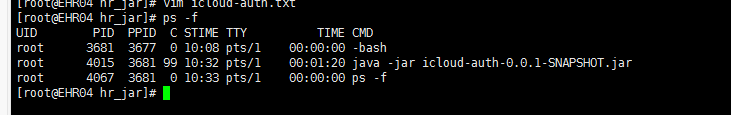 [root@EHR04 hr_jar]# vim icloud-auth.txt
[root@EHR04 hr_jar]# ps -f
UID        PID  PPID  C STIME TTY          TIME CMD
root      3681  3677  0 10:08 pts/1    00:00:00 -bash
root      4015  3681 99 10:32 pts/1    00:01:20 java -jar icloud-auth-0.0.1-SNAPSHOT.jar
root      4067  3681  0 10:33 pts/1    00:00:00 ps -f
[root@EHR04 hr_jar]#